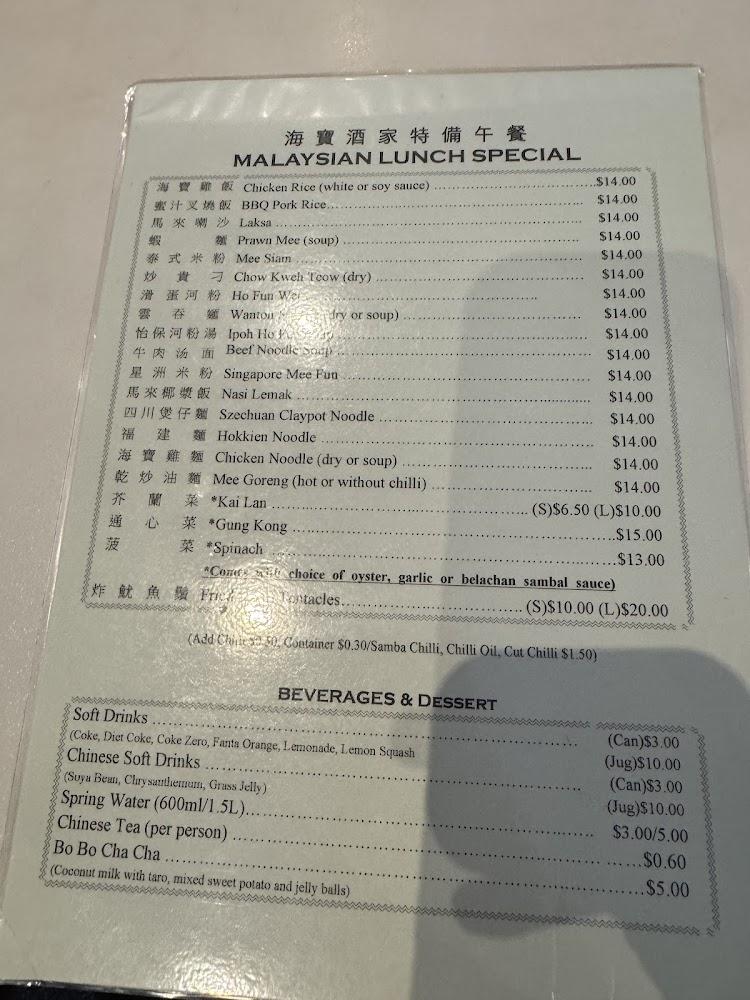 海寶酒家特備午餐
MALAYSIAN LUNCH SPECIAL
海寶雞飯 Chicken Rice (white or soy sauce) $14.00
蜜汁叉燒飯 BBQ Pork Rice $14.00
馬來喇沙 Laksa $14.00
蝦麵 Prawn Mee (soup) $14.00
泰式米粉 Mee Siam $14.00
炒貴刁 Chow Kweh Teow (dry) $14.00
滑蛋河粉 Ho Fun $14.00
雲吞麵 Wanton dry or soup) $14.00
怡保河粉湯 Ipoh Ho $14.00
牛肉汤面 Beef Noodle Soup $14.00
星洲米粉 Singapore Mee Fun $14.00
馬來椰漿飯 Nasi Lemak $14.00
四川煲仔麵 Szechuan Claypot Noodle $14.00
福建麵 Hokkien Noodle $14.00
海寶雞麵 Chicken Noodle (dry or soup) $14.00
乾炒油麵 Mee Goreng (hot or without chilli) $14.00
芥蘭菜 *Kai Lan (S)$6.50 (L)$10.00
通心菜 *Gung Kong $15.00
菠菜 *Spinach $13.00
choice of oyster, garlic or belachan sambal sauce)
炸魷魚鬚 Tentacles (S)$10.00 (L)$20.00
(Add Container $0.30/Samba Chilli, Chilli Oil, Cut Chilli $1.50)
BEVERAGES & DESSERT
Soft Drinks (Can)$3.00
(Coke, Diet Coke, Coke Zero, Fanta Orange, Lemonade, Lemon Squash (Jug)$10.00
Chinese Soft Drinks (Can)$3.00
(Soya Bean, Chrysanthemum, Grass Jelly) (Jug)$10.00
Spring Water (600ml/1.5L) $3.00/5.00
Chinese Tea (per person) $0.60
Bo Bo Cha Cha $5.00
(Coconut milk with taro, mixed sweet potato and jelly balls)